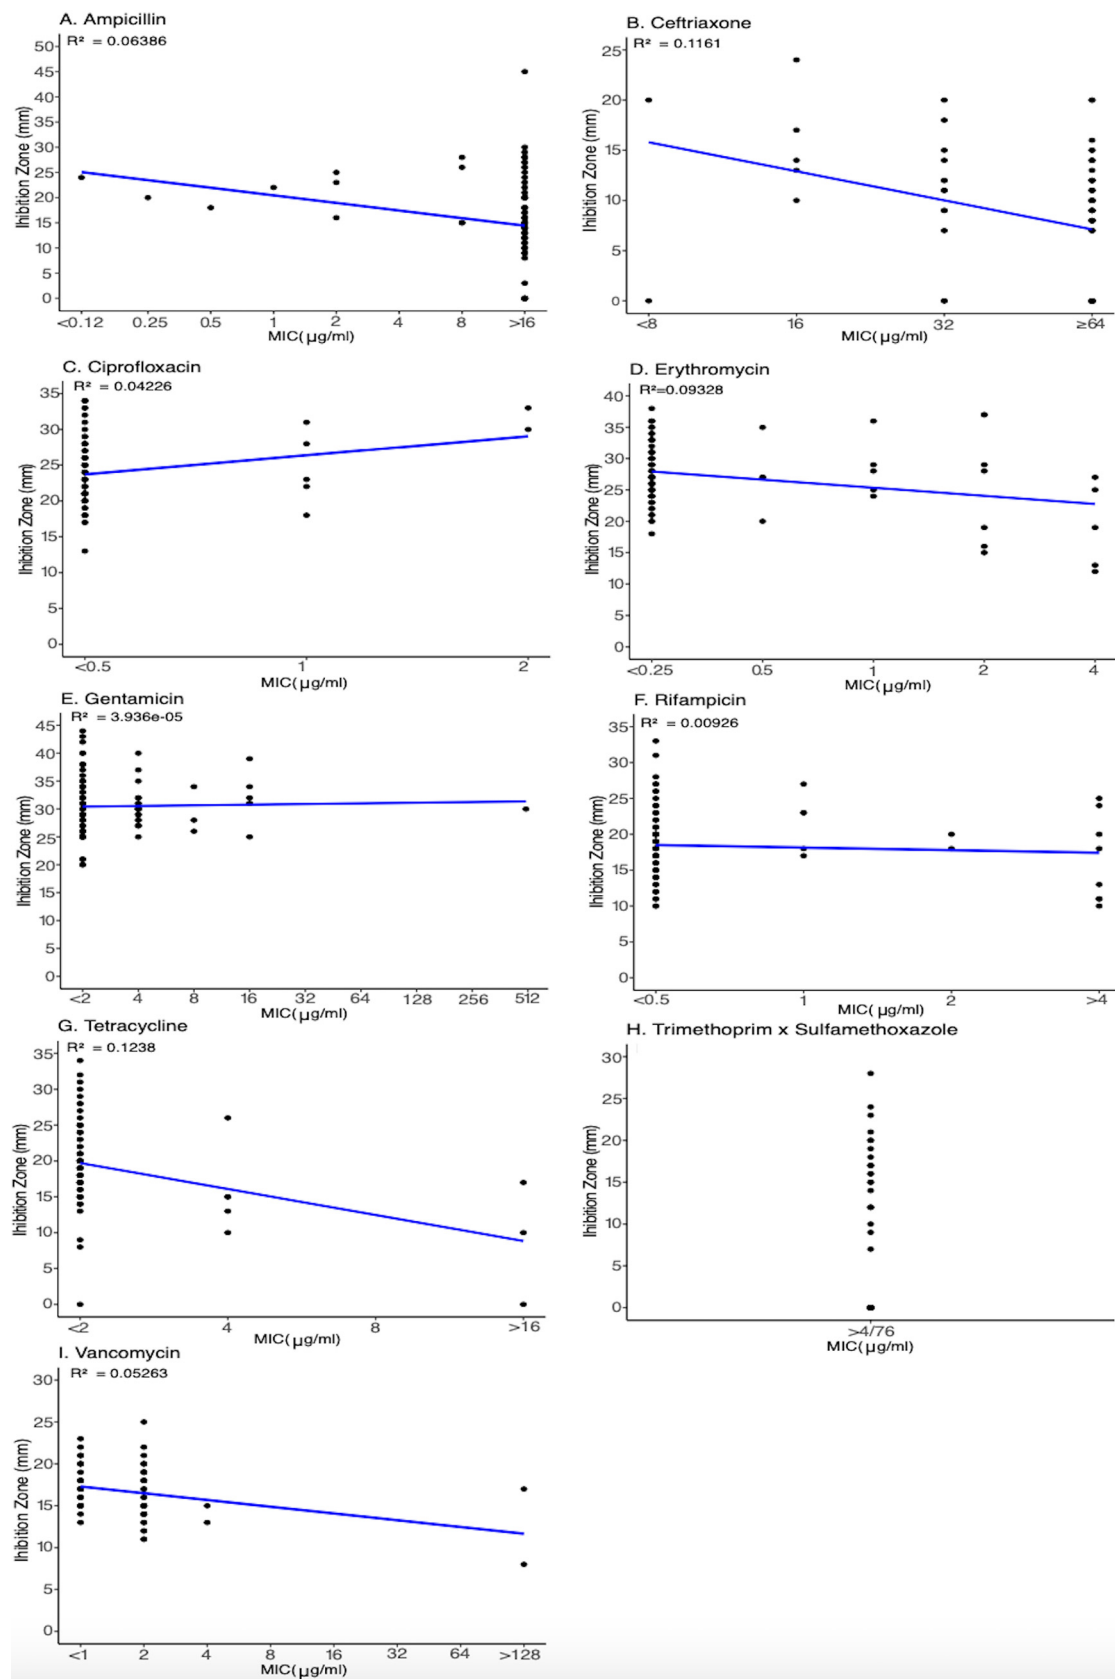 A. Ampicillin
R² = 0.06386
Ihibition Zone (mm)
50
45
40
35
30
25
20
15
10
5
0
<0.12 0.25 0.5 1 2 4 8 >16
MIC(µg/ml)
B. Ceftriaxone
R² = 0.1161
Ihibition Zone (mm)
25
20
15
10
5
0
<8 16 32 ≥64
MIC(µg/ml)
C. Ciprofloxacin
R² = 0.04226
Ihibition Zone (mm)
35
30
25
20
15
10
5
0
<0.5 1 2
MIC(µg/ml)
D. Erythromycin
R²=0.09328
Ihibition Zone (mm)
40
35
30
25
20
15
10
5
0
<0.25 0.5 1 2 4
MIC(µg/ml)
E. Gentamicin
R² = 3.936e-05
Ihibition Zone (mm)
45
40
35
30
25
20
15
10
5
0
<2 4 8 16 32 64 128 256 512
MIC(µg/ml)
F. Rifampicin
R² = 0.00926
Ihibition Zone (mm)
35
30
25
20
15
10
5
0
<0.5 1 2 >4
MIC(µg/ml)
G. Tetracycline
R² = 0.1238
Ihibition Zone (mm)
35
30
25
20
15
10
5
0
<2 4 8 >16
MIC(µg/ml)
H. Trimethoprim x Sulfamethoxazole
Ihibition Zone (mm)
30
25
20
15
10
5
0
>4/76
MIC(µg/ml)
I. Vancomycin
R² = 0.05263
Ihibition Zone (mm)
30
25
20
15
10
5
0
<1 2 4 8 16 32 64 >128
MIC(µg/ml)